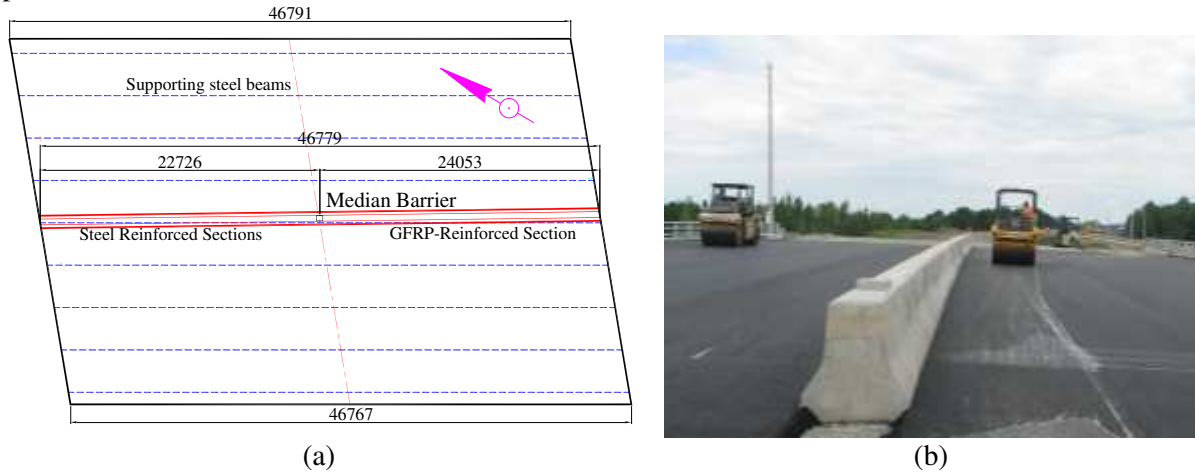 46791
Supporting steel beams
46779
22726 24053
Median Barrier
Steel Reinforced Sections GFRP-Reinforced Section
46767
(a) (b)